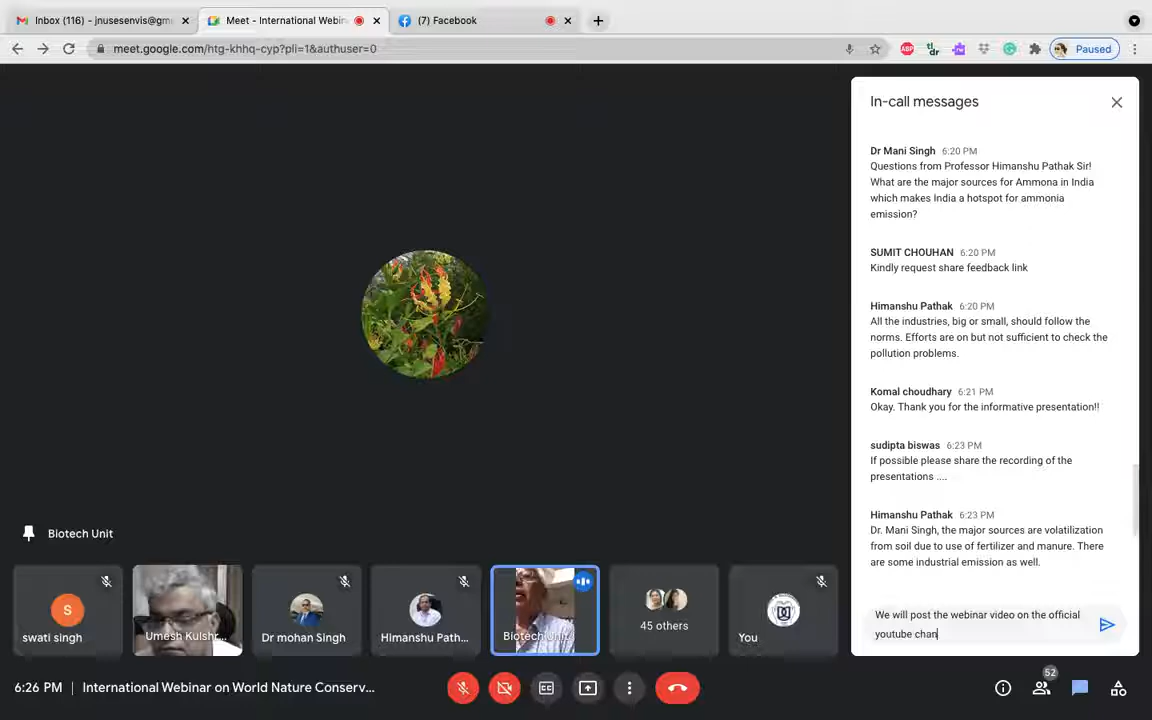 Inbox (116) - jnusesenvis@gm
Meet - International Webin
(7) Facebook
meet.google.com/htg-khhq-cyp?pli=1&authuser=0
ABP
tl;dr
Paused
In-call messages
Dr Mani Singh 6:20 PM
Questions from Professor Himanshu Pathak Sir!
What are the major sources for Ammona in India
which makes India a hotspot for ammonia
emission?
SUMIT CHOUHAN 6:20 PM
Kindly request share feedback link
Himanshu Pathak 6:20 PM
All the industries, big or small, should follow the
norms. Efforts are on but not sufficient to check the
pollution problems.
Komal choudhary 6:21 PM
Okay. Thank you for the informative presentation!!
sudipta biswas 6:23 PM
If possible please share the recording of the
presentations ....
Himanshu Pathak 6:23 PM
Dr. Mani Singh, the major sources are volatilization
from soil due to use of fertilizer and manure. There
are some industrial emission as well.
We will post the webinar video on the official
youtube chan
Biotech Unit
S
swati singh
Umesh Kulshr...
Dr mohan Singh
Himanshu Path...
Biotech Unit
45 others
You
6:26 PM | International Webinar on World Nature Conserv...
CC
52